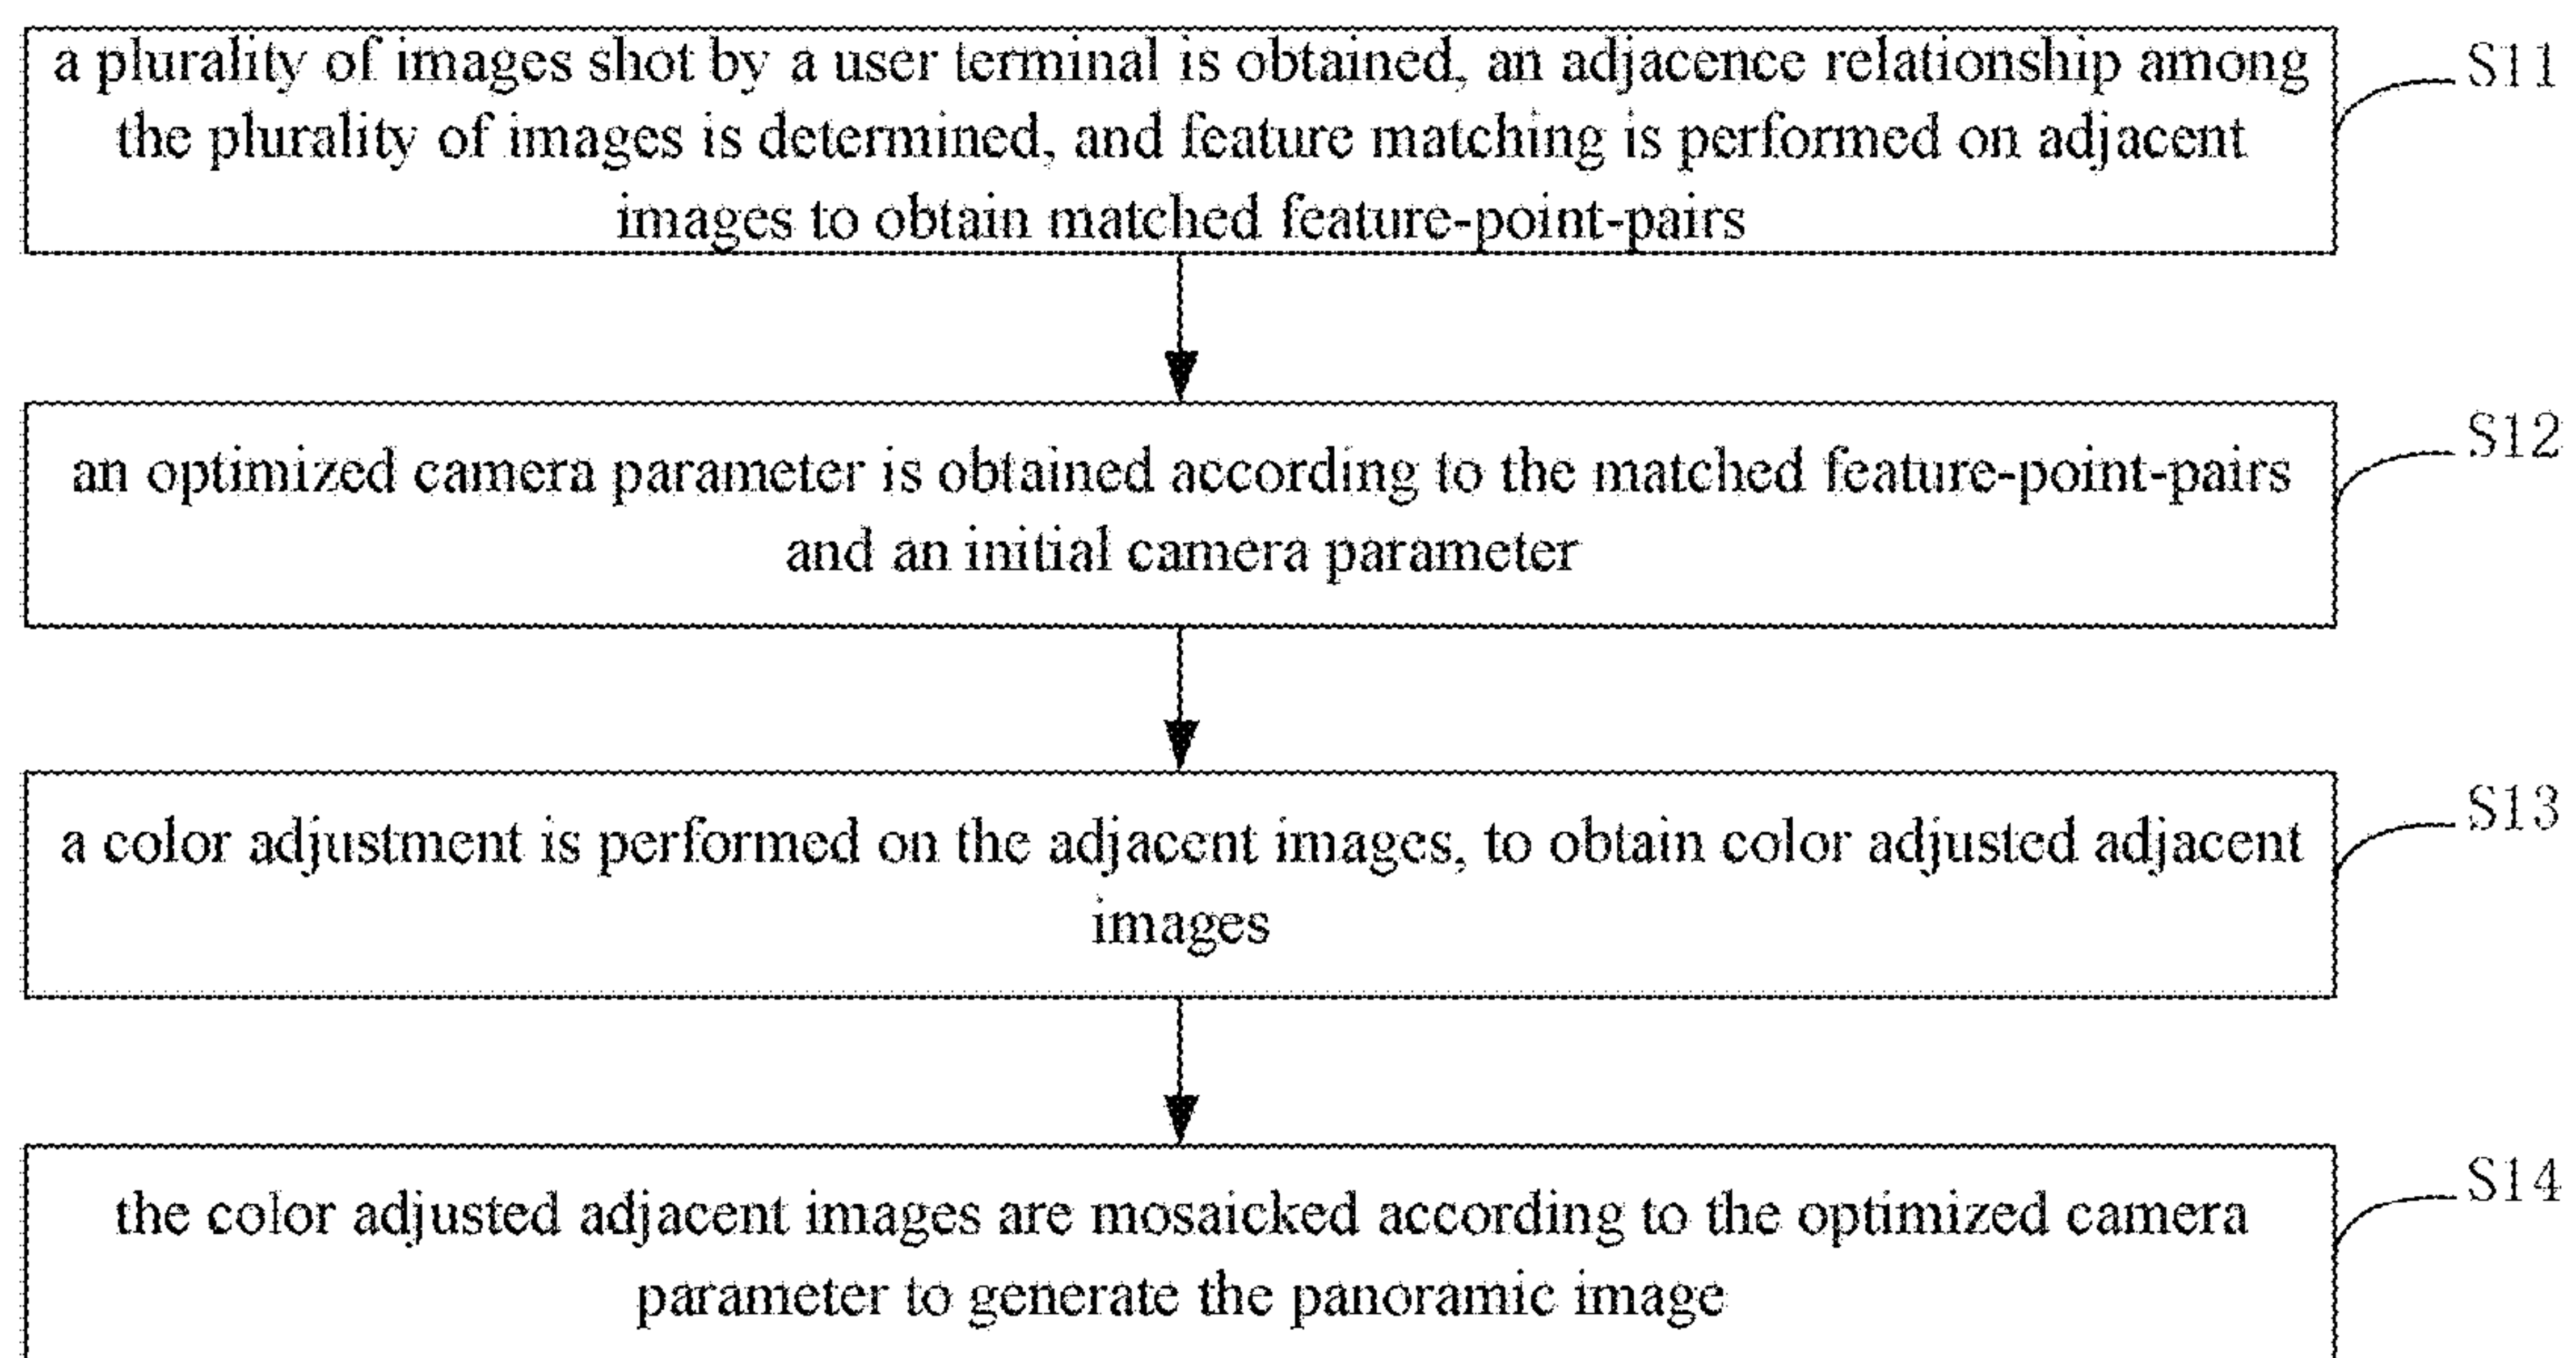 a plurality of images shot by a user terminal is obtained, an adjacence relationship among
S11
the plurality of images is determined, and feature matching is performed on adjacent
images to obtain matched feature-point-pairs
S12
an optimized camera parameter is obtained according to the matched feature-point-pairs
and an initial camera parameter
S13
a color adjustment is performed on the adjacent images, to obtain color adjusted adjacent
images
S14
the color adjusted adjacent images are mosaicked according to the optimized camera
parameter to generate the panoramic image